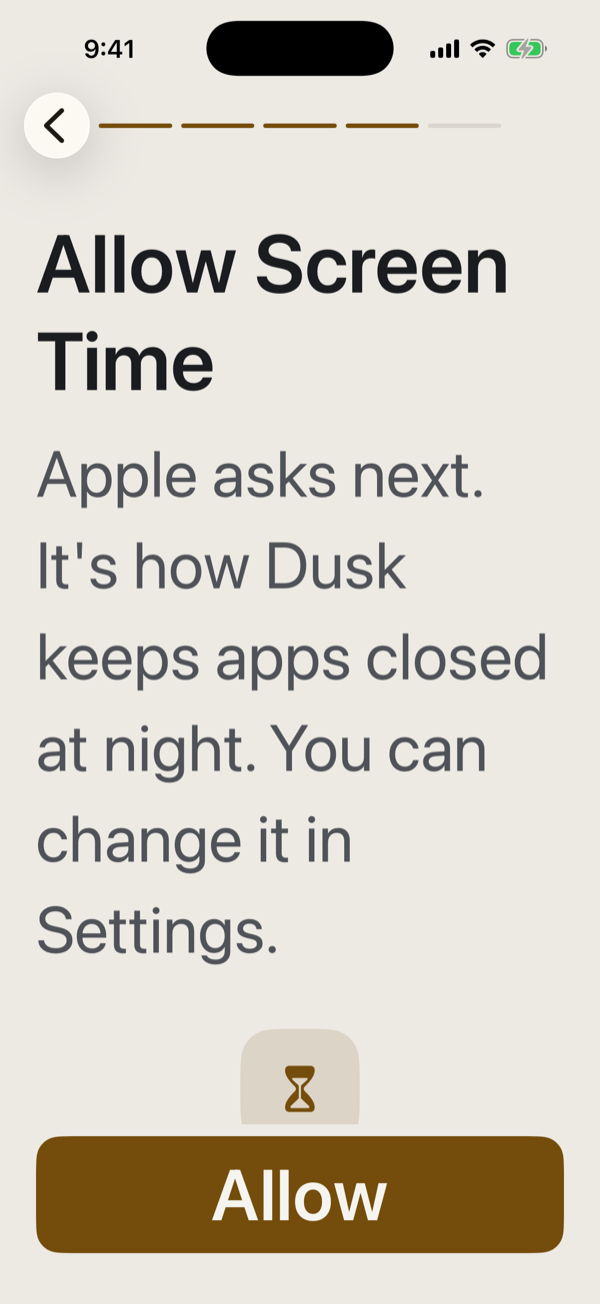 9:41
Allow Screen
Time
Apple asks next.
It's how Dusk
keeps apps closed
at night. You can
change it in
Settings.
Allow